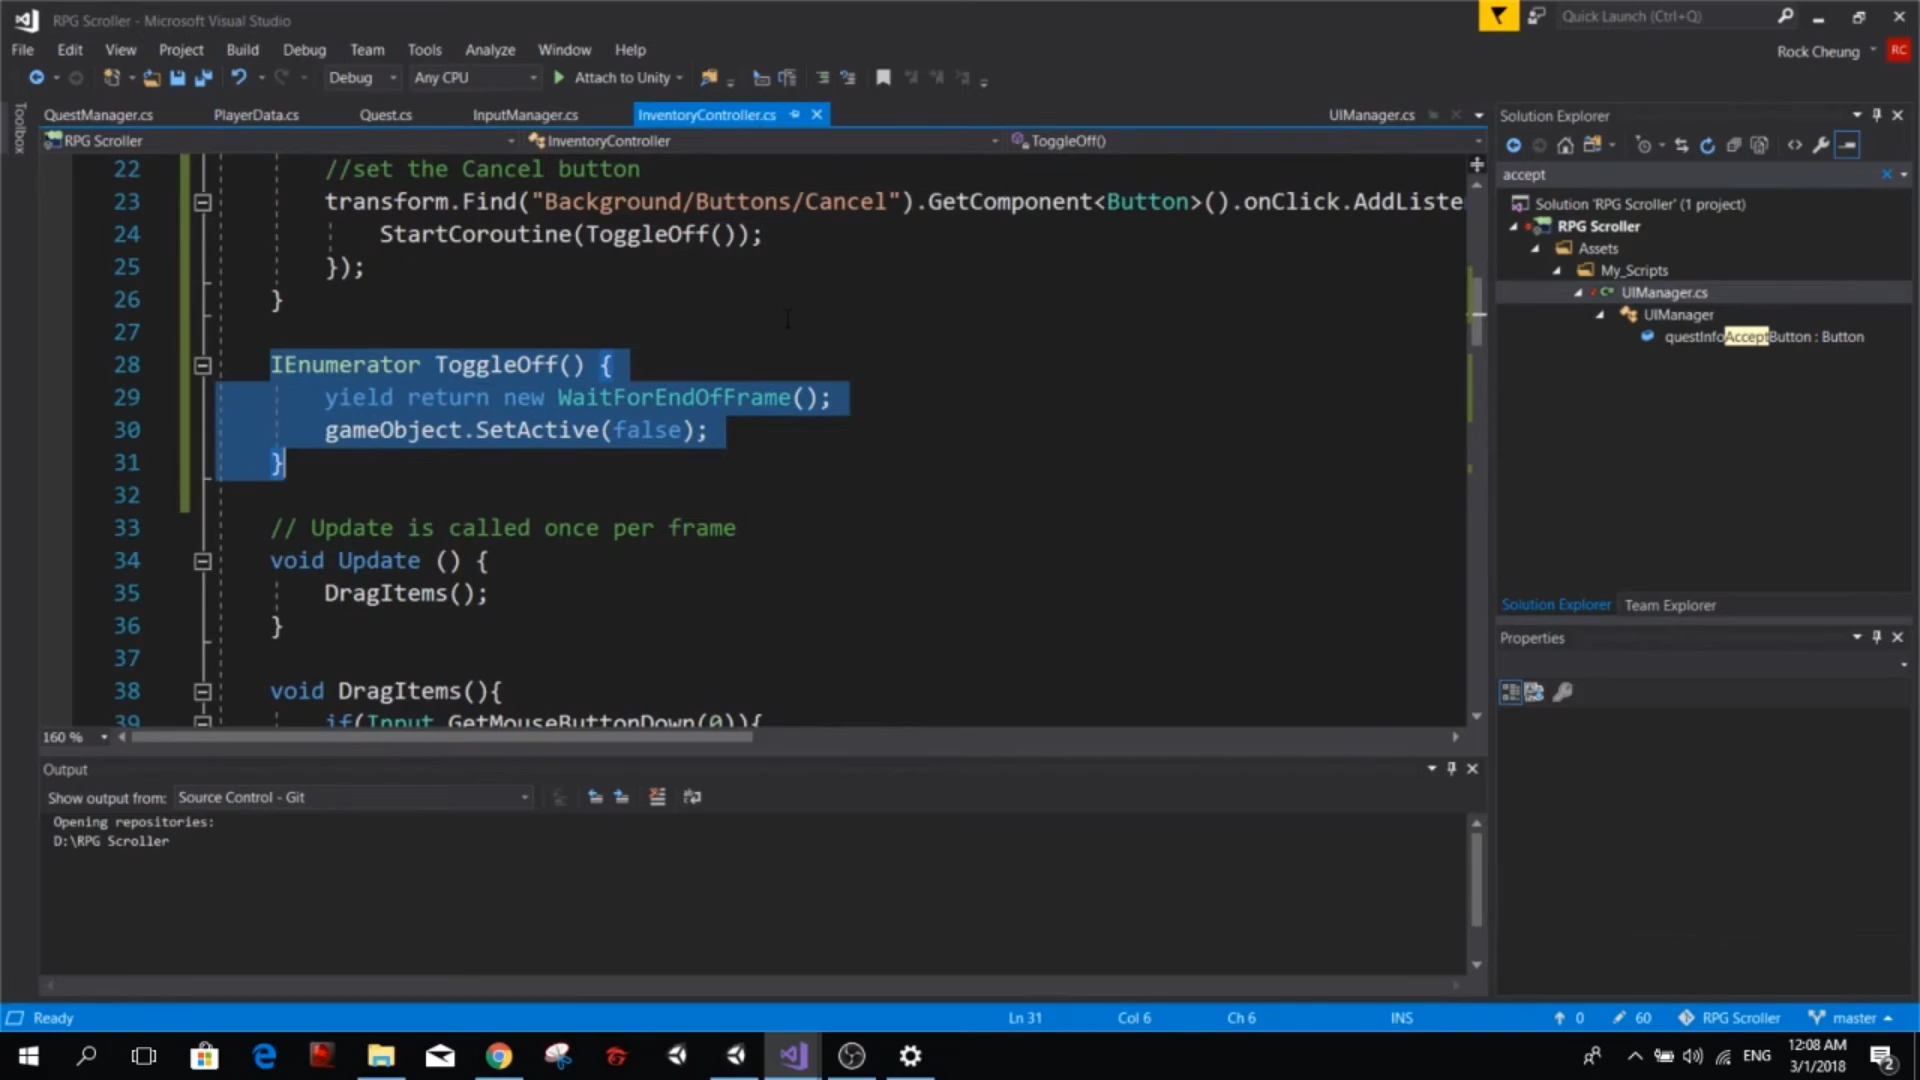 RPG Scroller - Microsoft Visual Studio
Quick Launch (Ctrl+Q)
File Edit View Project Build Debug Team Tools Analyze Window Help
Rock Cheung RC
Debug Any CPU Attach to Unity
Toolbox
QuestManager.cs PlayerData.cs Quest.cs InputManager.cs InventoryController.cs UIManager.cs
RPG Scroller InventoryController ToggleOff()
22 //set the Cancel button
23 transform.Find("Background/Buttons/Cancel").GetComponent<Button>().onClick.AddListe
24 StartCoroutine(ToggleOff());
25 });
26 }
27
28 IEnumerator ToggleOff() {
29 yield return new WaitForEndOfFrame();
30 gameObject.SetActive(false);
31 }
32
33 // Update is called once per frame
34 void Update () {
35 DragItems();
36 }
37
38 void DragItems(){
39 if(Input.GetMouseButtonDown(0)){
160 %
Output
Show output from: Source Control - Git
Opening repositories:
D:\RPG Scroller
Solution Explorer
accept
Solution 'RPG Scroller' (1 project)
RPG Scroller
Assets
My_Scripts
UIManager.cs
UIManager
questInfoAcceptButton : Button
Solution Explorer Team Explorer
Properties
Ready Ln 31 Col 6 Ch 6 INS 0 60 RPG Scroller master
ENG 12:08 AM
3/1/2018
2